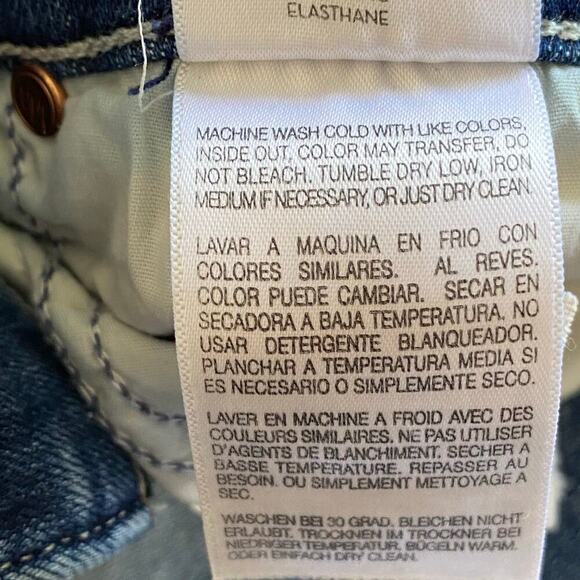 ELASTHANE
MACHINE WASH COLD WITH LIKE COLORS,
INSIDE OUT, COLOR MAY TRANSFER, DO
NOT BLEACH. TUMBLE DRY LOW, IRON
MEDIUM IF NECESSARY, OR JUST DRY CLEAN.
LAVAR A MAQUINA EN FRIO CON
COLORES SIMILARES. AL REVES.
COLOR PUEDE CAMBIAR. SECAR EN
SECADORA A BAJA TEMPERATURA. NO
USAR DETERGENTE BLANQUEADOR.
PLANCHAR A TEMPERATURA MEDIA SI
ES NECESARIO O SIMPLEMENTE SECO.
LAVER EN MACHINE A FROID AVEC DES
COULEURS SIMILAIRES. NE PAS UTILISER
D'AGENTS DE BLANCHIMENT. SECHER A
BASSE TEMPERATURE. REPASSER AU
BESOIN. OU SIMPLEMENT METTOYAGE A
SEC.
WASCHEN BEI 30 GRAD. BLEICHEN NICHT
ERLAUBT. TROCKNEN IM TROCKNER BEI
NIEDRIGER TEMPERATUR. BÜGELN WARM.
ODER EINFACH DRY CLEAN.